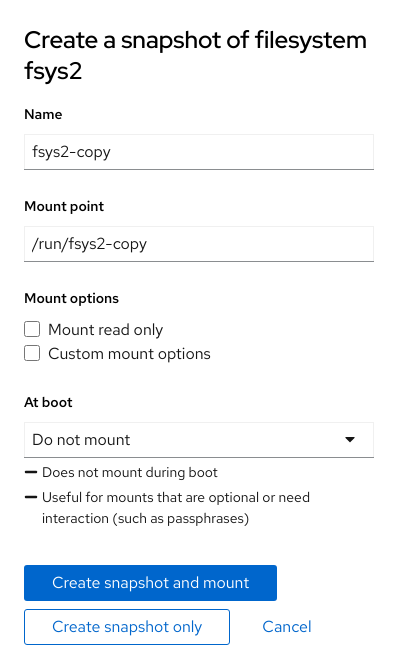 Create a snapshot of filesystem
fsys2
Name
fsys2-copy
Mount point
/run/fsys2-copy
Mount options
Mount read only
Custom mount options
At boot
Do not mount
Does not mount during boot
Useful for mounts that are optional or need
interaction (such as passphrases)
Create snapshot and mount
Create snapshot only
Cancel